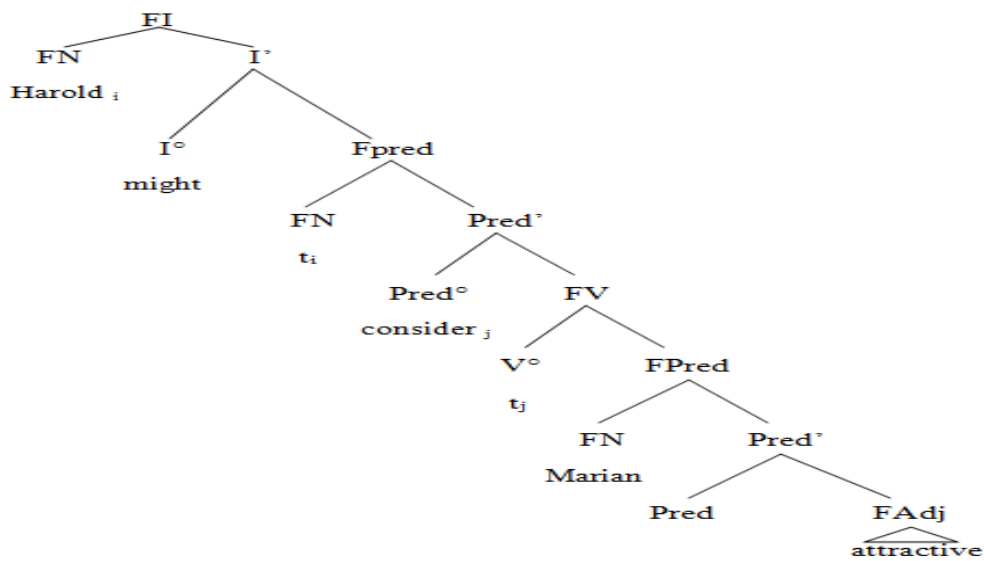 FI
FN I’
Harold i
I° Fpred
might
FN Pred’
ti
Pred° FV
consider j
V° FPred
tj
FN Pred’
Marian
Pred FAdj
attractive